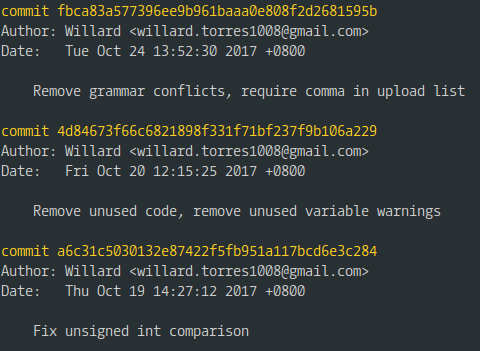 commit fbca83a577396ee9b961baaa0e808f2d2681595b
Author: Willard <willard.torres1008@gmail.com>
Date:   Tue Oct 24 13:52:30 2017 +0800
Remove grammar conflicts, require comma in upload list
commit 4d84673f66c6821898f331f71bf237f9b106a229
Author: Willard <willard.torres1008@gmail.com>
Date:   Fri Oct 20 12:15:25 2017 +0800
Remove unused code, remove unused variable warnings
commit a6c31c5030132e87422f5fb951a117bcd6e3c284
Author: Willard <willard.torres1008@gmail.com>
Date:   Thu Oct 19 14:27:12 2017 +0800
Fix unsigned int comparison